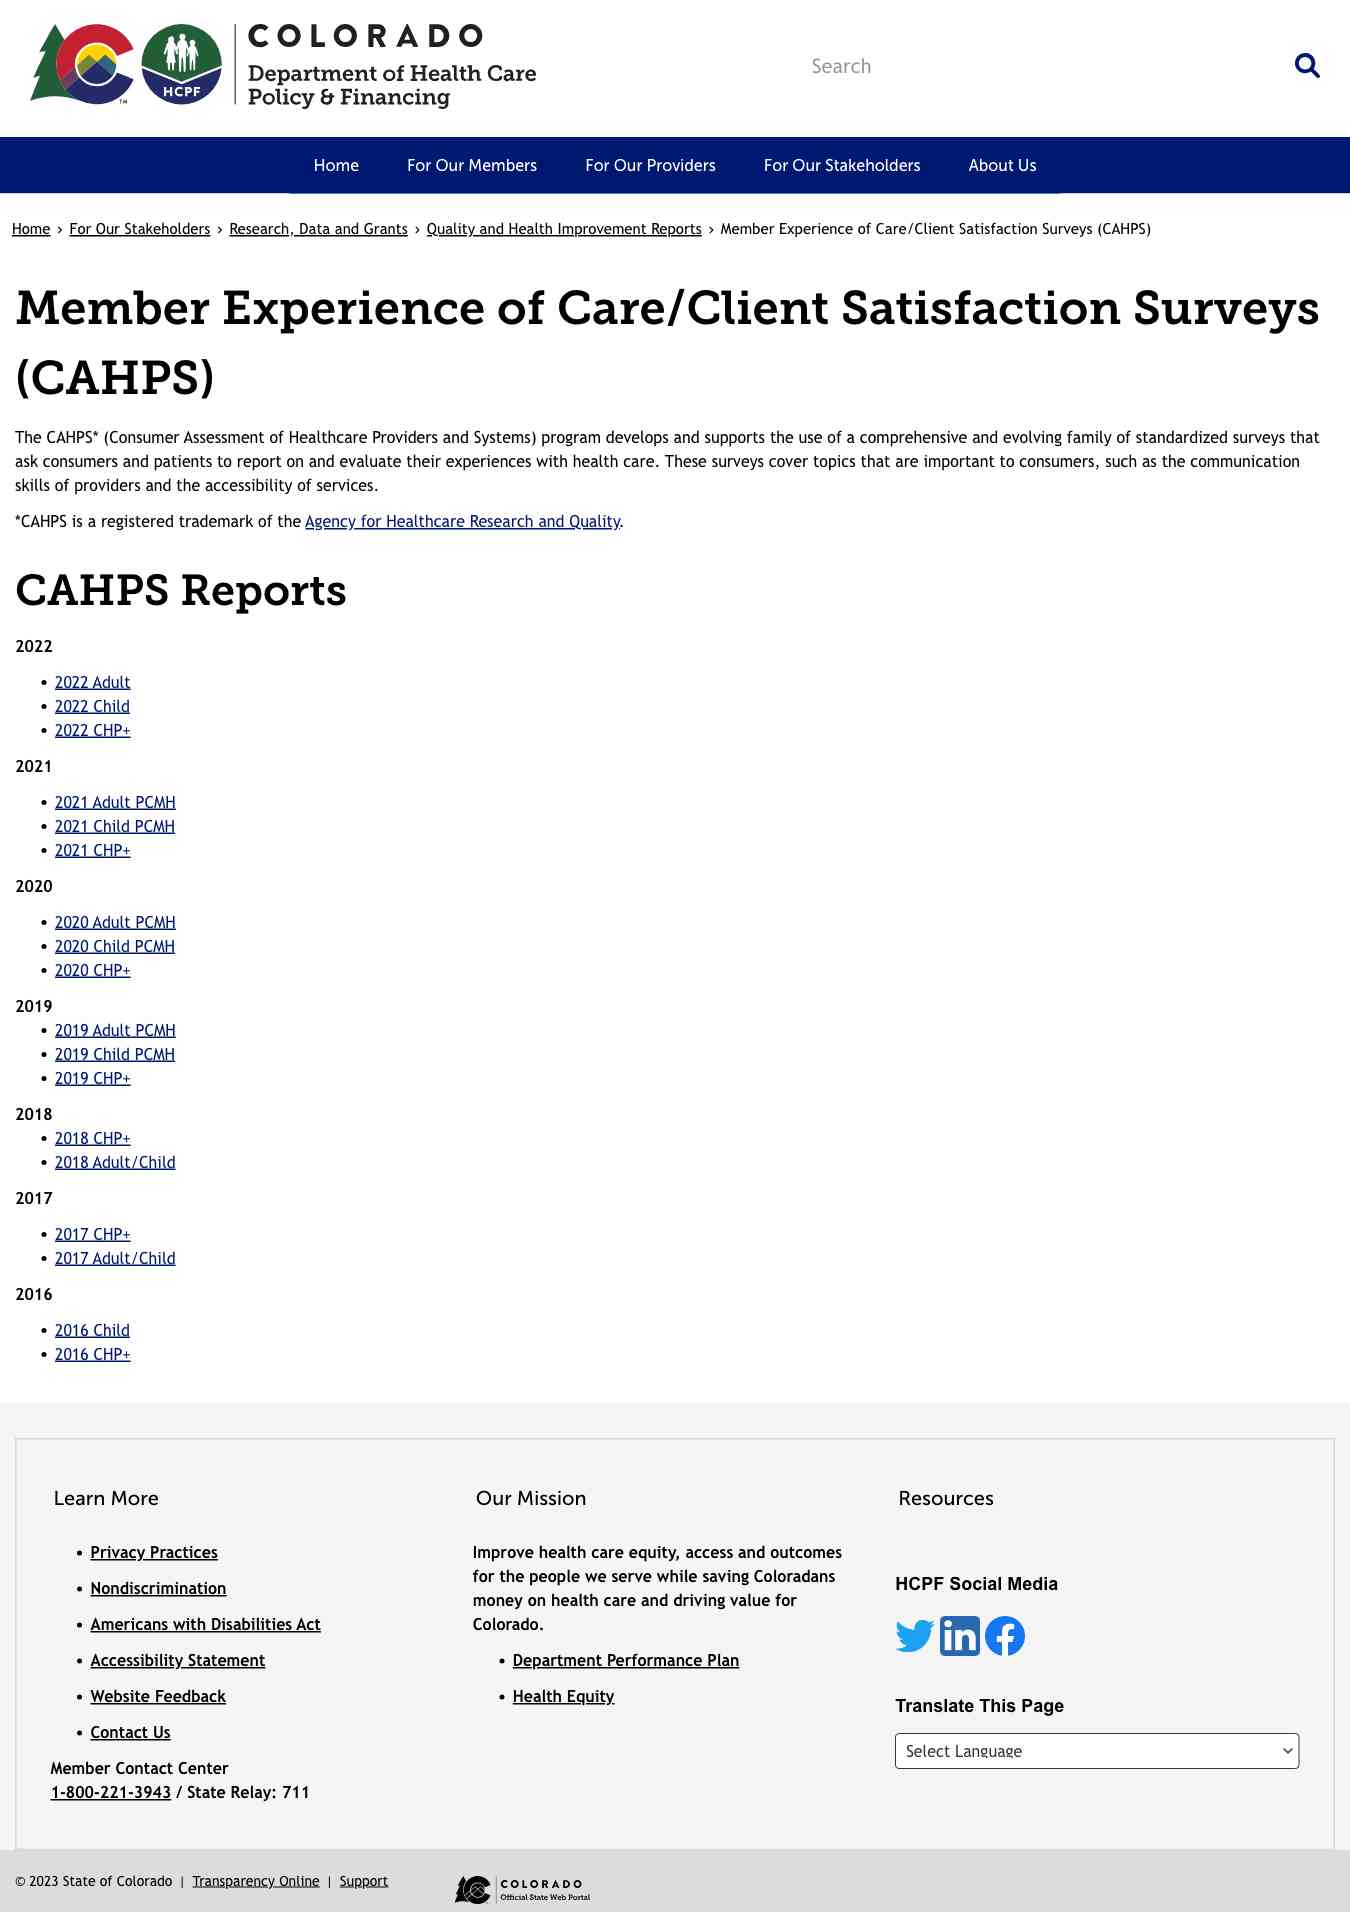 COLORADO
Department of Health Care
Policy & Financing
HCPF
TM
Search
Home
For Our Members
For Our Providers
For Our Stakeholders
About Us
Home › For Our Stakeholders › Research, Data and Grants › Quality and Health Improvement Reports › Member Experience of Care/Client Satisfaction Surveys (CAHPS)
Member Experience of Care/Client Satisfaction Surveys
(CAHPS)
The CAHPS* (Consumer Assessment of Healthcare Providers and Systems) program develops and supports the use of a comprehensive and evolving family of standardized surveys that
ask consumers and patients to report on and evaluate their experiences with health care. These surveys cover topics that are important to consumers, such as the communication
skills of providers and the accessibility of services.
*CAHPS is a registered trademark of the Agency for Healthcare Research and Quality.
CAHPS Reports
2022
• 2022 Adult
• 2022 Child
• 2022 CHP+
2021
• 2021 Adult PCMH
• 2021 Child PCMH
• 2021 CHP+
2020
• 2020 Adult PCMH
• 2020 Child PCMH
• 2020 CHP+
2019
• 2019 Adult PCMH
• 2019 Child PCMH
• 2019 CHP+
2018
• 2018 CHP+
• 2018 Adult/Child
2017
• 2017 CHP+
• 2017 Adult/Child
2016
• 2016 Child
• 2016 CHP+
Learn More
• Privacy Practices
• Nondiscrimination
• Americans with Disabilities Act
• Accessibility Statement
• Website Feedback
• Contact Us
Member Contact Center
1-800-221-3943 / State Relay: 711
Our Mission
Improve health care equity, access and outcomes
for the people we serve while saving Coloradans
money on health care and driving value for
Colorado.
• Department Performance Plan
• Health Equity
Resources
HCPF Social Media
in
Translate This Page
Select Language
© 2023 State of Colorado | Transparency Online | Support
COLORADO
Official State Web Portal